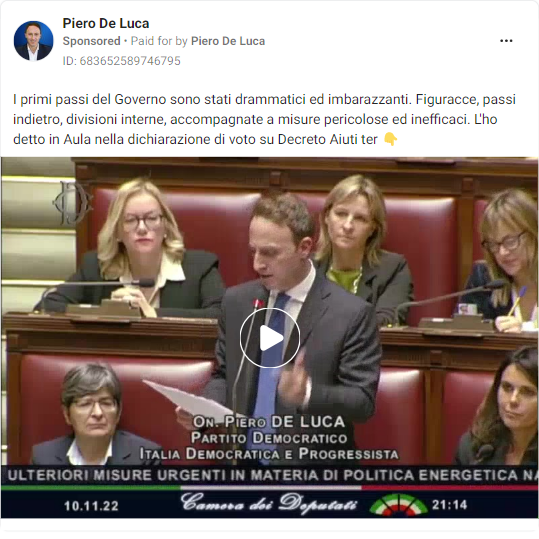 Piero De Luca
Sponsored • Paid for by Piero De Luca
ID: 683652589746795
I primi passi del Governo sono stati drammatici ed imbarazzanti. Figuracce, passi
indietro, divisioni interne, accompagnate a misure pericolose ed inefficaci. L'ho
detto in Aula nella dichiarazione di voto su Decreto Aiuti ter 👇
On. Piero DE LUCA
Partito Democratico
Italia Democratica e Progressista
ULTERIORI MISURE URGENTI IN MATERIA DI POLITICA ENERGETICA NA
10.11.22 Camera dei Deputati 21:14